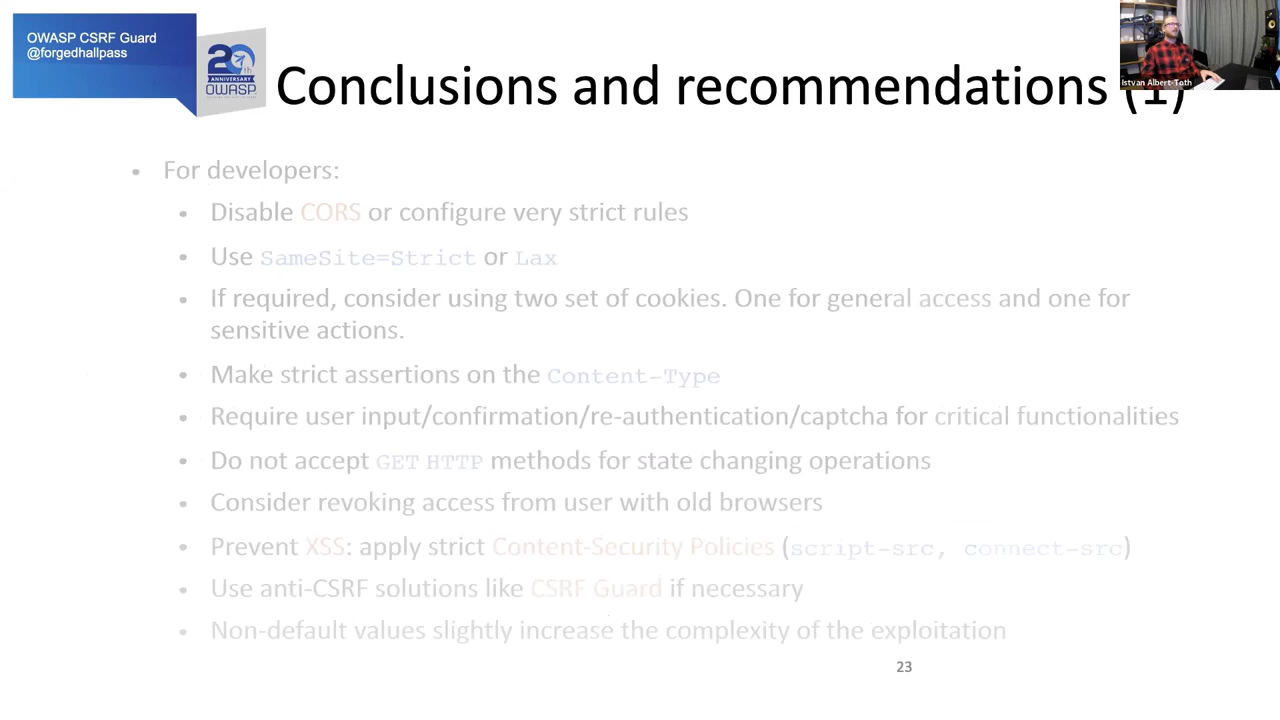 OWASP CSRF Guard
@forgedhallpass
20
ANNIVERSARY
OWASP
Conclusions and recommendations (1)
Istvan Albert-Toth
• For developers:
• Disable CORS or configure very strict rules
• Use SameSite=Strict or Lax
• If required, consider using two set of cookies. One for general access and one for
sensitive actions.
• Make strict assertions on the Content-Type
• Require user input/confirmation/re-authentication/captcha for critical functionalities
• Do not accept GET HTTP methods for state changing operations
• Consider revoking access from user with old browsers
• Prevent XSS: apply strict Content-Security Policies (script-src, connect-src)
• Use anti-CSRF solutions like CSRF Guard if necessary
• Non-default values slightly increase the complexity of the exploitation
23